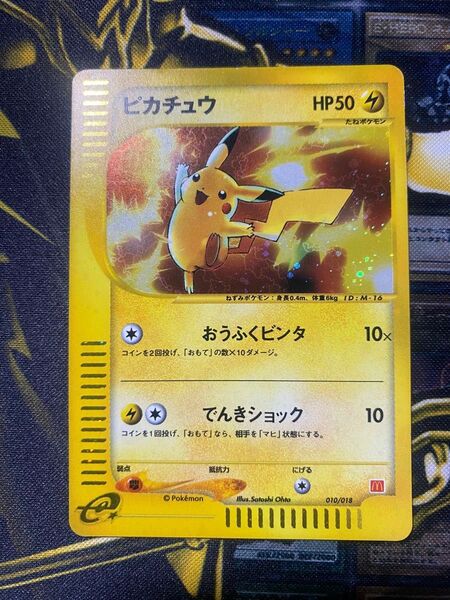 ピカチュウ HP50
たねポケモン
ねずみポケモン：身長0.4m、体重6kg ID:M-16
おうふくビンタ 10×
コインを2回投げ、「おもて」の数×10ダメージ。
でんきショック 10
コインを1回投げ、「おもて」なら、相手を「マヒ」状態にする。
弱点 抵抗力 にげる
©Pokémon Illus.Satoshi Ohta 010/018
e